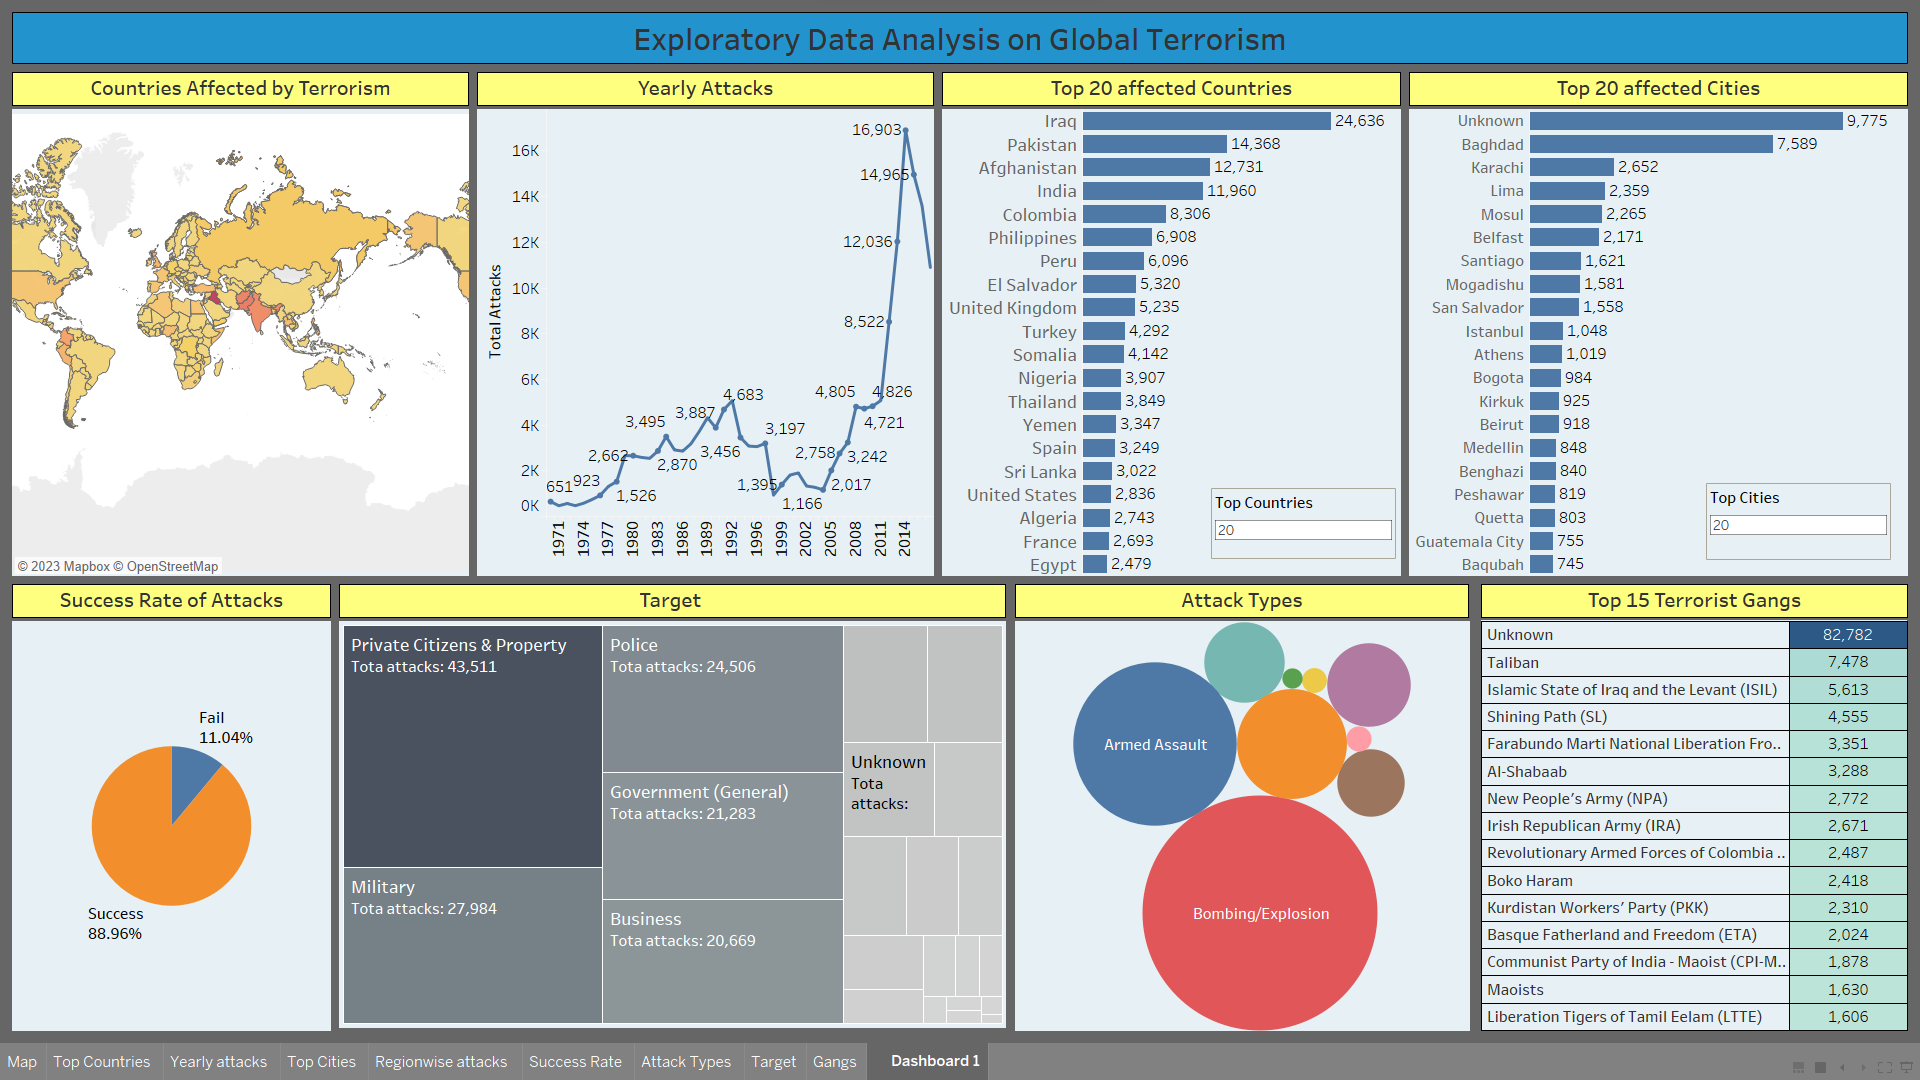 Exploratory Data Analysis on Global Terrorism
Countries Affected by Terrorism
© 2023 Mapbox © OpenStreetMap
Yearly Attacks
Total Attacks
16K
14K
12K
10K
8K
6K
4K
2K
0K
16,903
14,965
12,036
8,522
4,805
4,826
4,721
4,683
3,887
3,495
3,456
3,197
2,662
2,870
2,758
3,242
1,395
2,017
651
923
1,526
1,166
1971
1974
1977
1980
1983
1986
1989
1992
1996
1999
2002
2005
2008
2011
2014
Top 20 affected Countries
Iraq 24,636
Pakistan 14,368
Afghanistan 12,731
India 11,960
Colombia 8,306
Philippines 6,908
Peru 6,096
El Salvador 5,320
United Kingdom 5,235
Turkey 4,292
Somalia 4,142
Nigeria 3,907
Thailand 3,849
Yemen 3,347
Spain 3,249
Sri Lanka 3,022
United States 2,836
Algeria 2,743
France 2,693
Egypt 2,479
Top Countries
20
Top 20 affected Cities
Unknown 9,775
Baghdad 7,589
Karachi 2,652
Lima 2,359
Mosul 2,265
Belfast 2,171
Santiago 1,621
Mogadishu 1,581
San Salvador 1,558
Istanbul 1,048
Athens 1,019
Bogota 984
Kirkuk 925
Beirut 918
Medellin 848
Benghazi 840
Peshawar 819
Quetta 803
Guatemala City 755
Baqubah 745
Top Cities
20
Success Rate of Attacks
Fail
11.04%
Success
88.96%
Target
Private Citizens & Property
Tota attacks: 43,511
Military
Tota attacks: 27,984
Police
Tota attacks: 24,506
Government (General)
Tota attacks: 21,283
Business
Tota attacks: 20,669
Unknown
Tota
attacks:
Attack Types
Armed Assault
Bombing/Explosion
Top 15 Terrorist Gangs
Unknown 82,782
Taliban 7,478
Islamic State of Iraq and the Levant (ISIL) 5,613
Shining Path (SL) 4,555
Farabundo Marti National Liberation Fro.. 3,351
Al-Shabaab 3,288
New People's Army (NPA) 2,772
Irish Republican Army (IRA) 2,671
Revolutionary Armed Forces of Colombia .. 2,487
Boko Haram 2,418
Kurdistan Workers' Party (PKK) 2,310
Basque Fatherland and Freedom (ETA) 2,024
Communist Party of India - Maoist (CPI-M.. 1,878
Maoists 1,630
Liberation Tigers of Tamil Eelam (LTTE) 1,606
Map Top Countries Yearly attacks Top Cities Regionwise attacks Success Rate Attack Types Target Gangs Dashboard 1